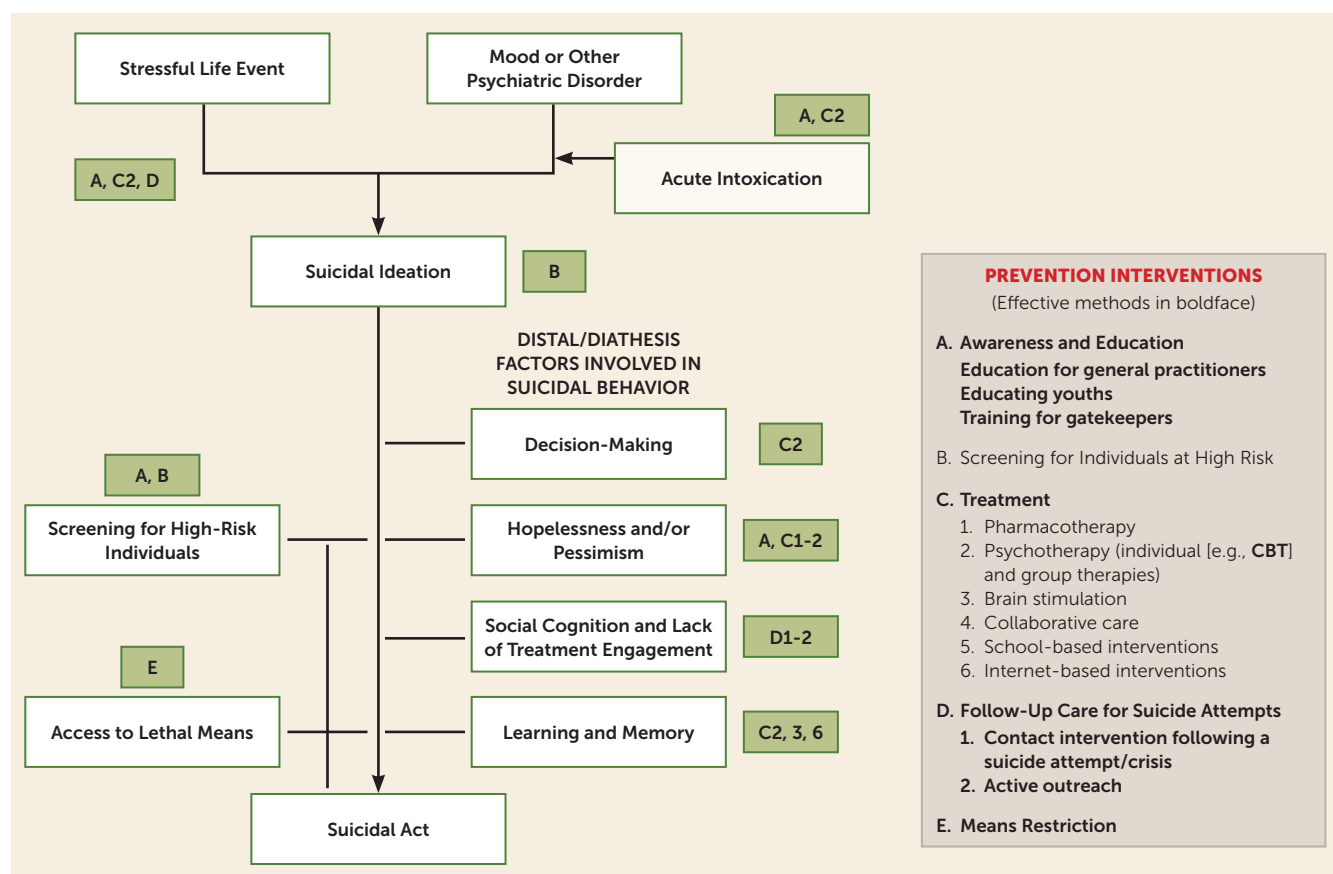 Stressful Life Event
Mood or Other
Psychiatric Disorder
A, C2
Acute Intoxication
A, C2, D
Suicidal Ideation
B
DISTAL/DIATHESIS
FACTORS INVOLVED IN
SUICIDAL BEHAVIOR
Decision-Making
C2
A, B
Screening for High-Risk
Individuals
Hopelessness and/or
Pessimism
A, C1-2
Social Cognition and Lack
of Treatment Engagement
D1-2
E
Access to Lethal Means
Learning and Memory
C2, 3, 6
Suicidal Act
PREVENTION INTERVENTIONS
(Effective methods in boldface)
A. Awareness and Education
Education for general practitioners
Educating youths
Training for gatekeepers
B. Screening for Individuals at High Risk
C. Treatment
1. Pharmacotherapy
2. Psychotherapy (individual [e.g., CBT]
and group therapies)
3. Brain stimulation
4. Collaborative care
5. School-based interventions
6. Internet-based interventions
D. Follow-Up Care for Suicide Attempts
1. Contact intervention following a
suicide attempt/crisis
2. Active outreach
E. Means Restriction